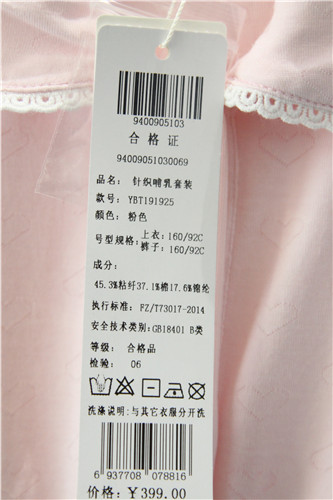 9400905103
合格证
94009051030069
品名： 针织哺乳套装
款号： YBT191925
颜色： 粉色
号型规格：上衣：160/92C
裤子：160/92C
成分：
45.3%粘纤37.1%棉17.6%锦纶
执行标准： FZ/T73017-2014
安全技术类别：GB18401 B类
等级： 合格品
检验： 06
洗涤说明：与其它衣服分开洗
6 937708 078816
价格：￥399.00